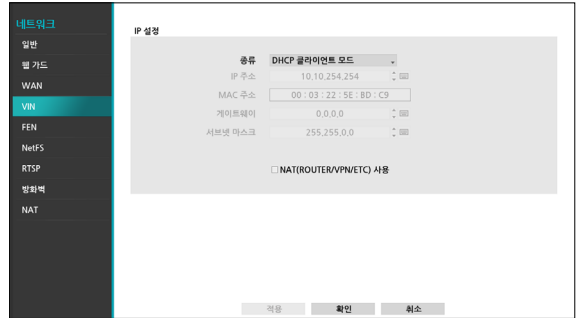 네트워크
일반
웹 가드
WAN
VIN
FEN
NetFS
RTSP
방화벽
NAT
IP 설정
종류 DHCP 클라이언트 모드
IP 주소 10.10.254.254
MAC 주소 00 : 03 : 22 : 5E : BD : C9
게이트웨이 0.0.0.0
서브넷 마스크 255.255.0.0
NAT(ROUTER/VPN/ETC) 사용
적용 확인 취소